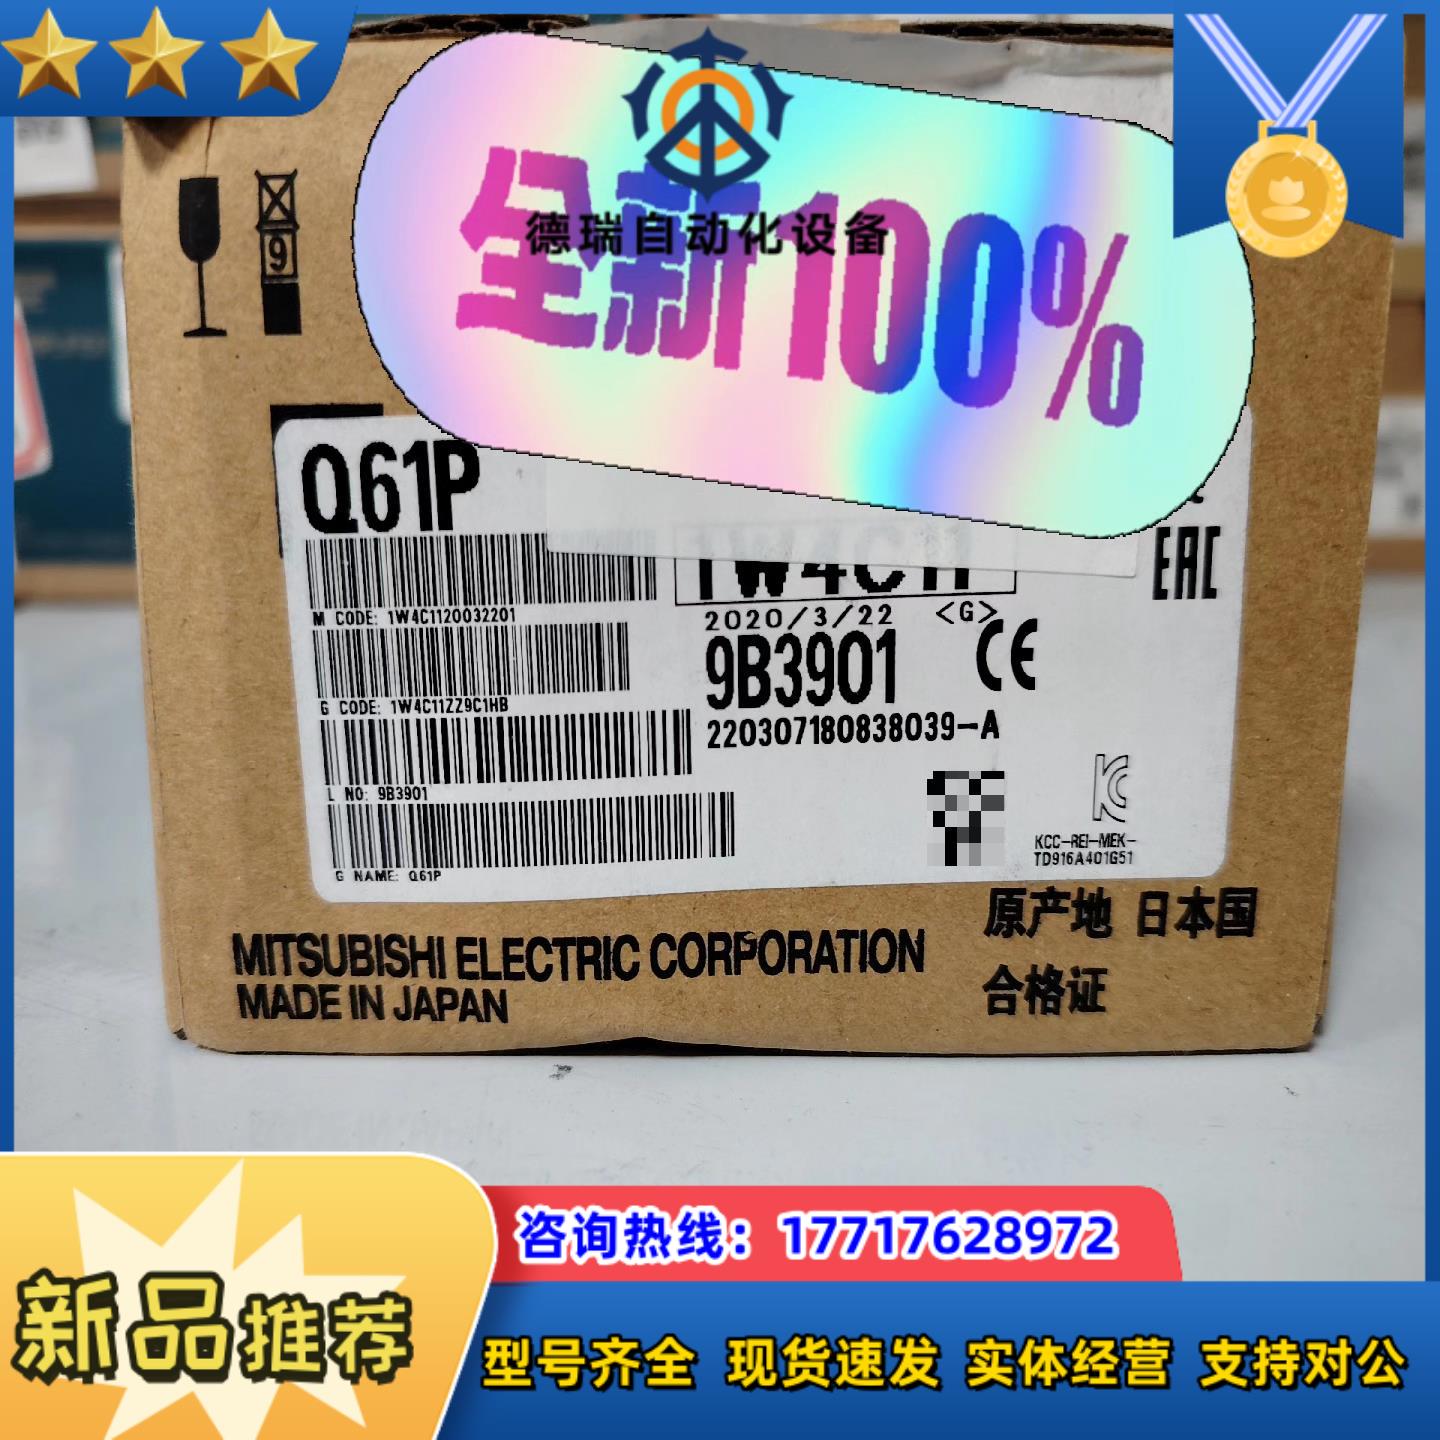 德瑞自动化设备
全新100%
9
Q61P
1W4C11
EAC
M CODE: 1W4C1120032201
2020/3/22 <G>
9B3901 CE
G CODE: 1W4C11ZZ9C1HB
220307180838039-A
L NO: 9B3901
KCC-REI-MEK-
TD916A401G51
G NAME: Q61P
原产地 日本国
MITSUBISHI ELECTRIC CORPORATION
合格证
MADE IN JAPAN
咨询热线：17717628972
新品推荐
型号齐全 现货速发 实体经营 支持对公